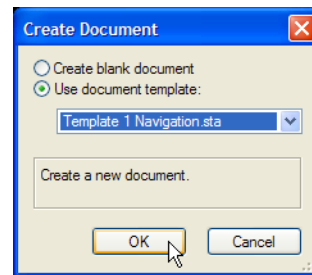 Create Document
Create blank document
Use document template:
Template 1 Navigation.sta
Create a new document.
OK
Cancel